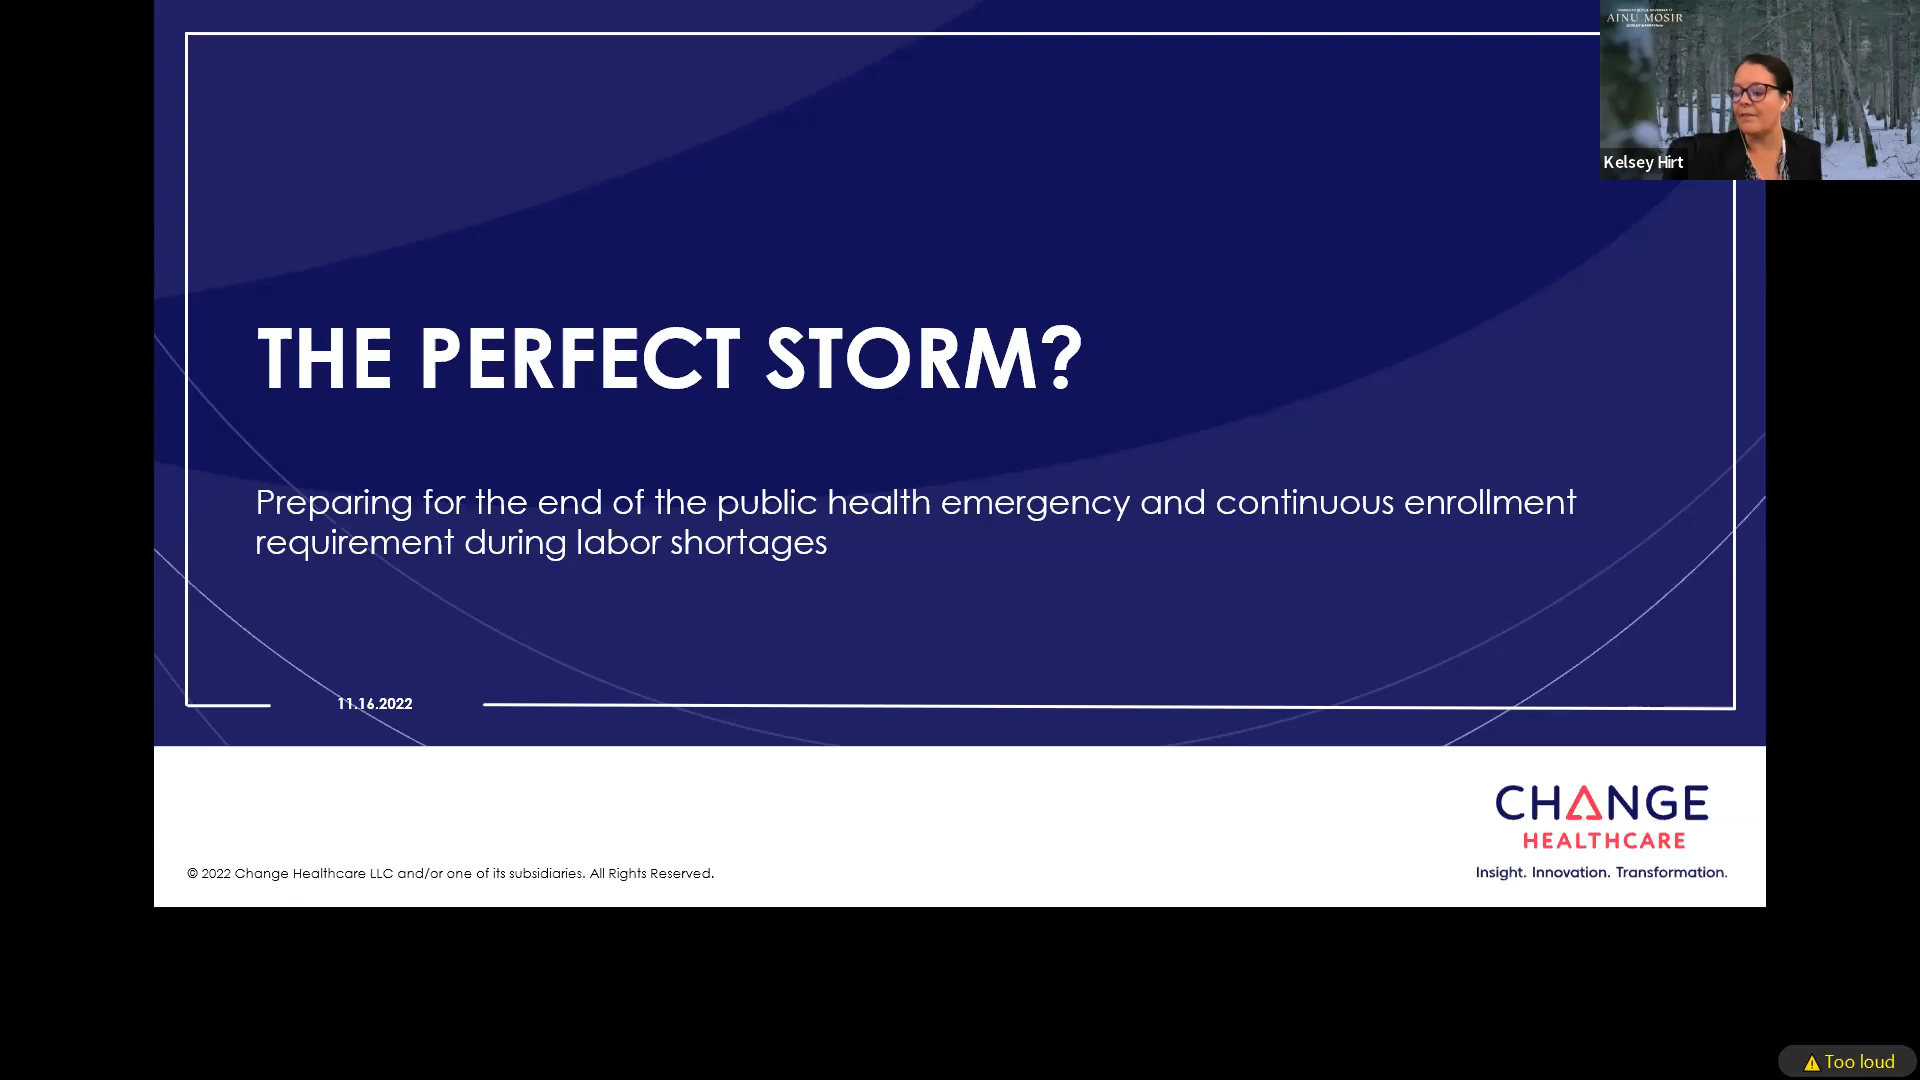 AINU MOSIR
Kelsey Hirt
THE PERFECT STORM?
Preparing for the end of the public health emergency and continuous enrollment
requirement during labor shortages
11.16.2022
CHANGE
HEALTHCARE
Insight. Innovation. Transformation.
© 2022 Change Healthcare LLC and/or one of its subsidiaries. All Rights Reserved.
Too loud